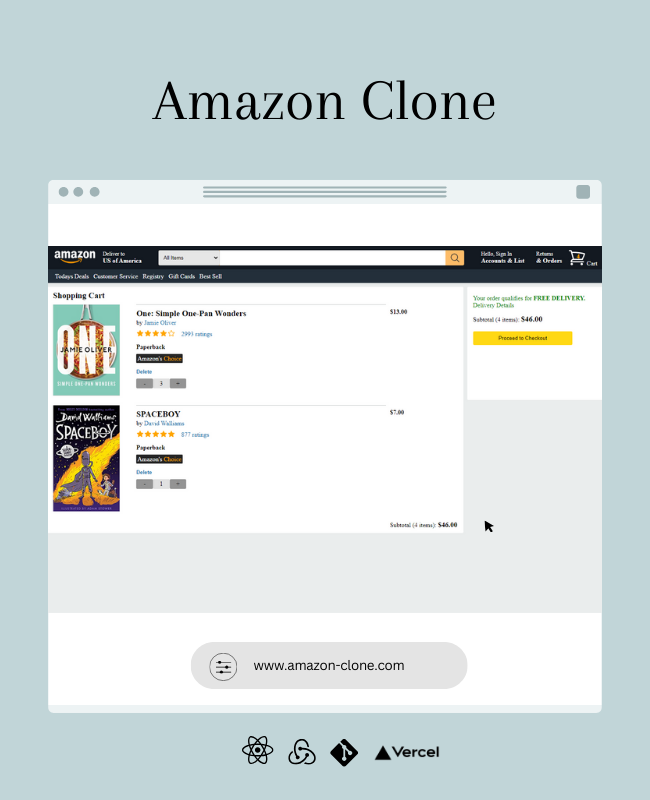 Amazon Clone
amazon
Deliver to
US of America
All Items
Hello, Sign In
Accounts & List
Returns
& Orders
Cart
Todays Deals Customer Service Registry Gift Cards Best Sell
Shopping Cart
ONE
JAMIE OLIVER
SIMPLE ONE-PAN WONDERS
One: Simple One-Pan Wonders
$13.00
by Jamie Oliver
2993 ratings
Paperback
Amazon's Choice
Delete
- 3 +
David Walliams
SPACEBOY
SPACEBOY
$7.00
by David Walliams
877 ratings
Paperback
Amazon's Choice
Delete
- 1 +
Subtotal (4 items): $46.00
Your order qualifies for FREE DELIVERY.
Delivery Details
Subtotal (4 items): $46.00
Proceed to Checkout
www.amazon-clone.com
Vercel